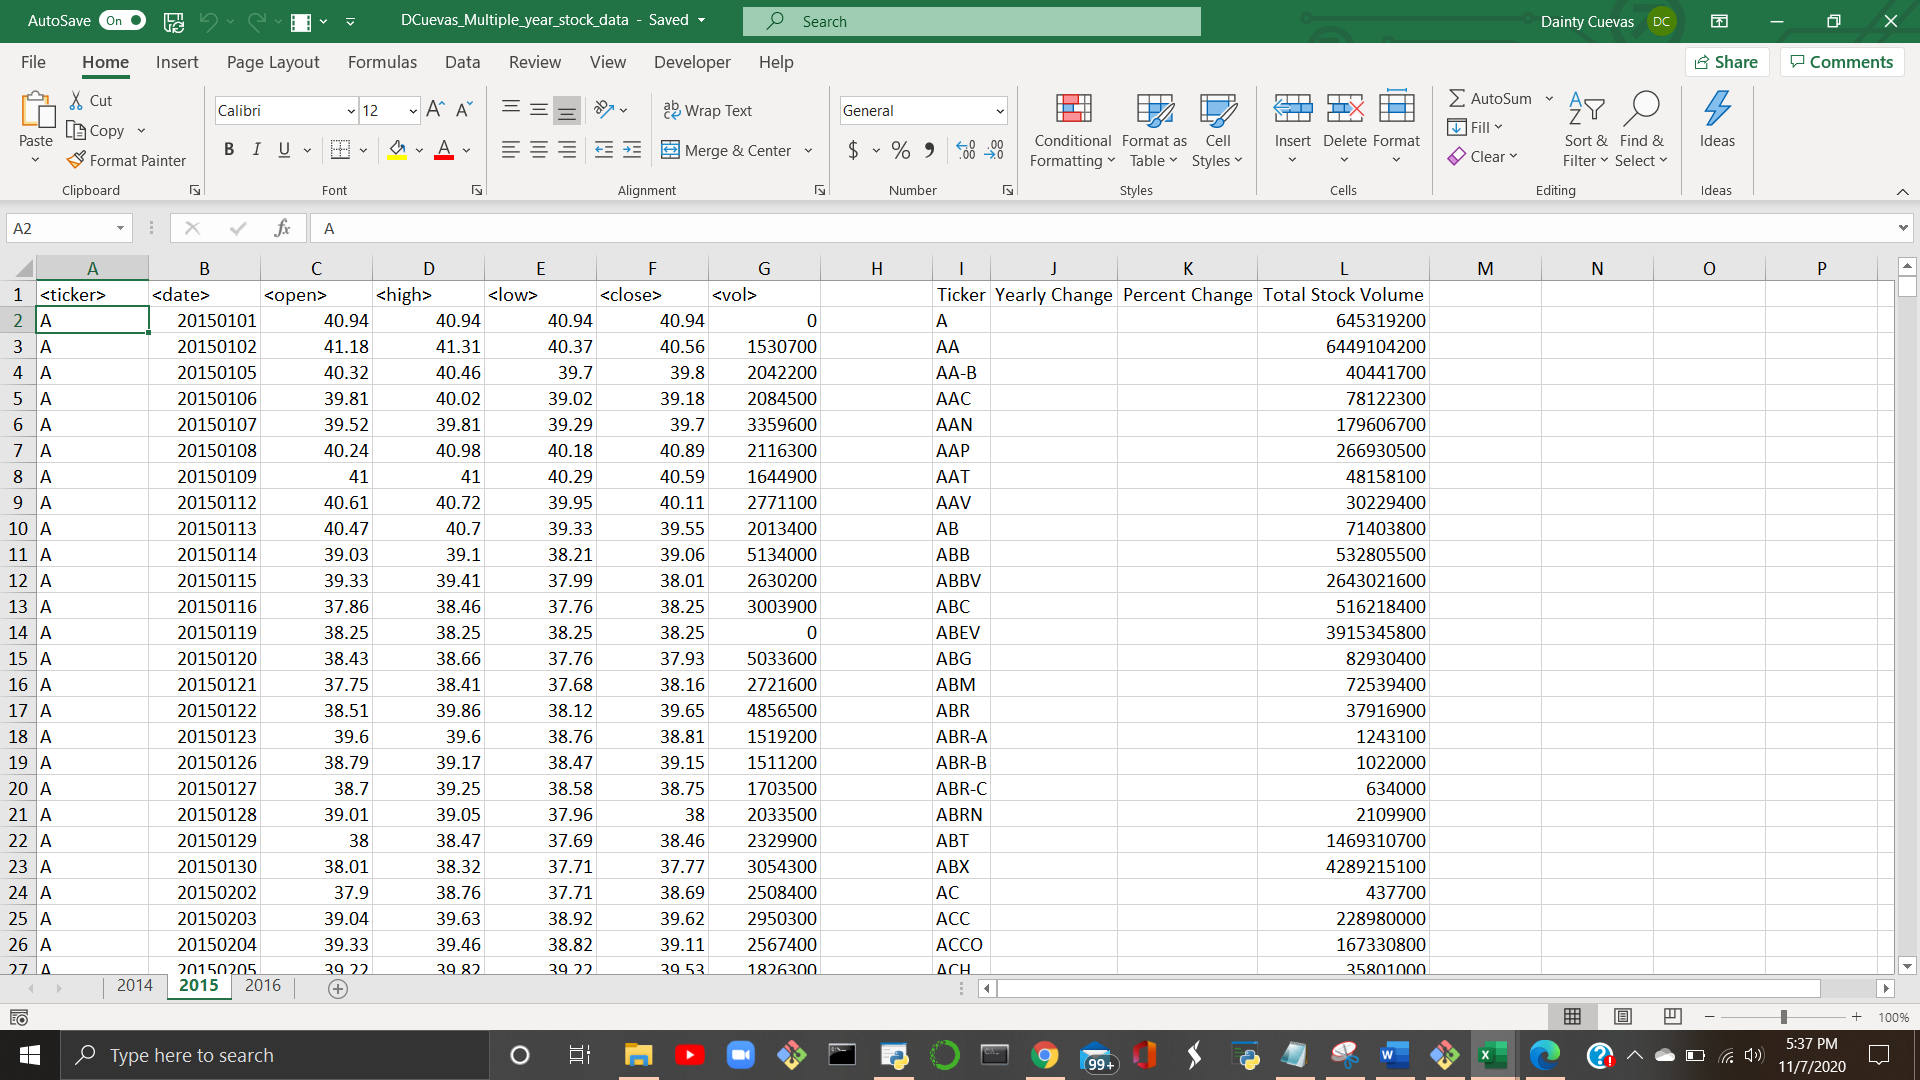 AutoSave On DCuevas_Multiple_year_stock_data - Saved Search Dainty Cuevas DC
File Home Insert Page Layout Formulas Data Review View Developer Help Share Comments
Paste Cut Copy Format Painter
Calibri 12 B I U A
Wrap Text Merge & Center
General $ % 9
Conditional Formatting Format as Table Cell Styles
Insert Delete Format
AutoSum Fill Clear Sort & Filter Find & Select Ideas
Clipboard Font Alignment Number Styles Cells Editing Ideas
A2 fx A
A B C D E F G H I J K L M N O P
1 <ticker> <date> <open> <high> <low> <close> <vol> Ticker Yearly Change Percent Change Total Stock Volume
2 A 20150101 40.94 40.94 40.94 40.94 0 A 645319200
3 A 20150102 41.18 41.31 40.37 40.56 1530700 AA 6449104200
4 A 20150105 40.32 40.46 39.7 39.8 2042200 AA-B 40441700
5 A 20150106 39.81 40.02 39.02 39.18 2084500 AAC 78122300
6 A 20150107 39.52 39.81 39.29 39.7 3359600 AAN 179606700
7 A 20150108 40.24 40.98 40.18 40.89 2116300 AAP 266930500
8 A 20150109 41 41 40.29 40.59 1644900 AAT 48158100
9 A 20150112 40.61 40.72 39.95 40.11 2771100 AAV 30229400
10 A 20150113 40.47 40.7 39.33 39.55 2013400 AB 71403800
11 A 20150114 39.03 39.1 38.21 39.06 5134000 ABB 532805500
12 A 20150115 39.33 39.41 37.99 38.01 2630200 ABBV 2643021600
13 A 20150116 37.86 38.46 37.76 38.25 3003900 ABC 516218400
14 A 20150119 38.25 38.25 38.25 38.25 0 ABEV 3915345800
15 A 20150120 38.43 38.66 37.76 37.93 5033600 ABG 82930400
16 A 20150121 37.75 38.41 37.68 38.16 2721600 ABM 72539400
17 A 20150122 38.51 39.86 38.12 39.65 4856500 ABR 37916900
18 A 20150123 39.6 39.6 38.76 38.81 1519200 ABR-A 1243100
19 A 20150126 38.79 39.17 38.47 39.15 1511200 ABR-B 1022000
20 A 20150127 38.7 39.25 38.58 38.75 1703500 ABR-C 634000
21 A 20150128 39.01 39.05 37.96 38 2033500 ABRN 2109900
22 A 20150129 38 38.47 37.69 38.46 2329900 ABT 1469310700
23 A 20150130 38.01 38.32 37.71 37.77 3054300 ABX 4289215100
24 A 20150202 37.9 38.76 37.71 38.69 2508400 AC 437700
25 A 20150203 39.04 39.63 38.92 39.62 2950300 ACC 228980000
26 A 20150204 39.33 39.46 38.82 39.11 2567400 ACCO 167330800
27 A 20150205 39.22 39.82 39.22 39.53 1826300 ACH 35801000
2014 2015 2016
100%
Type here to search 99+ 5:37 PM
11/7/2020